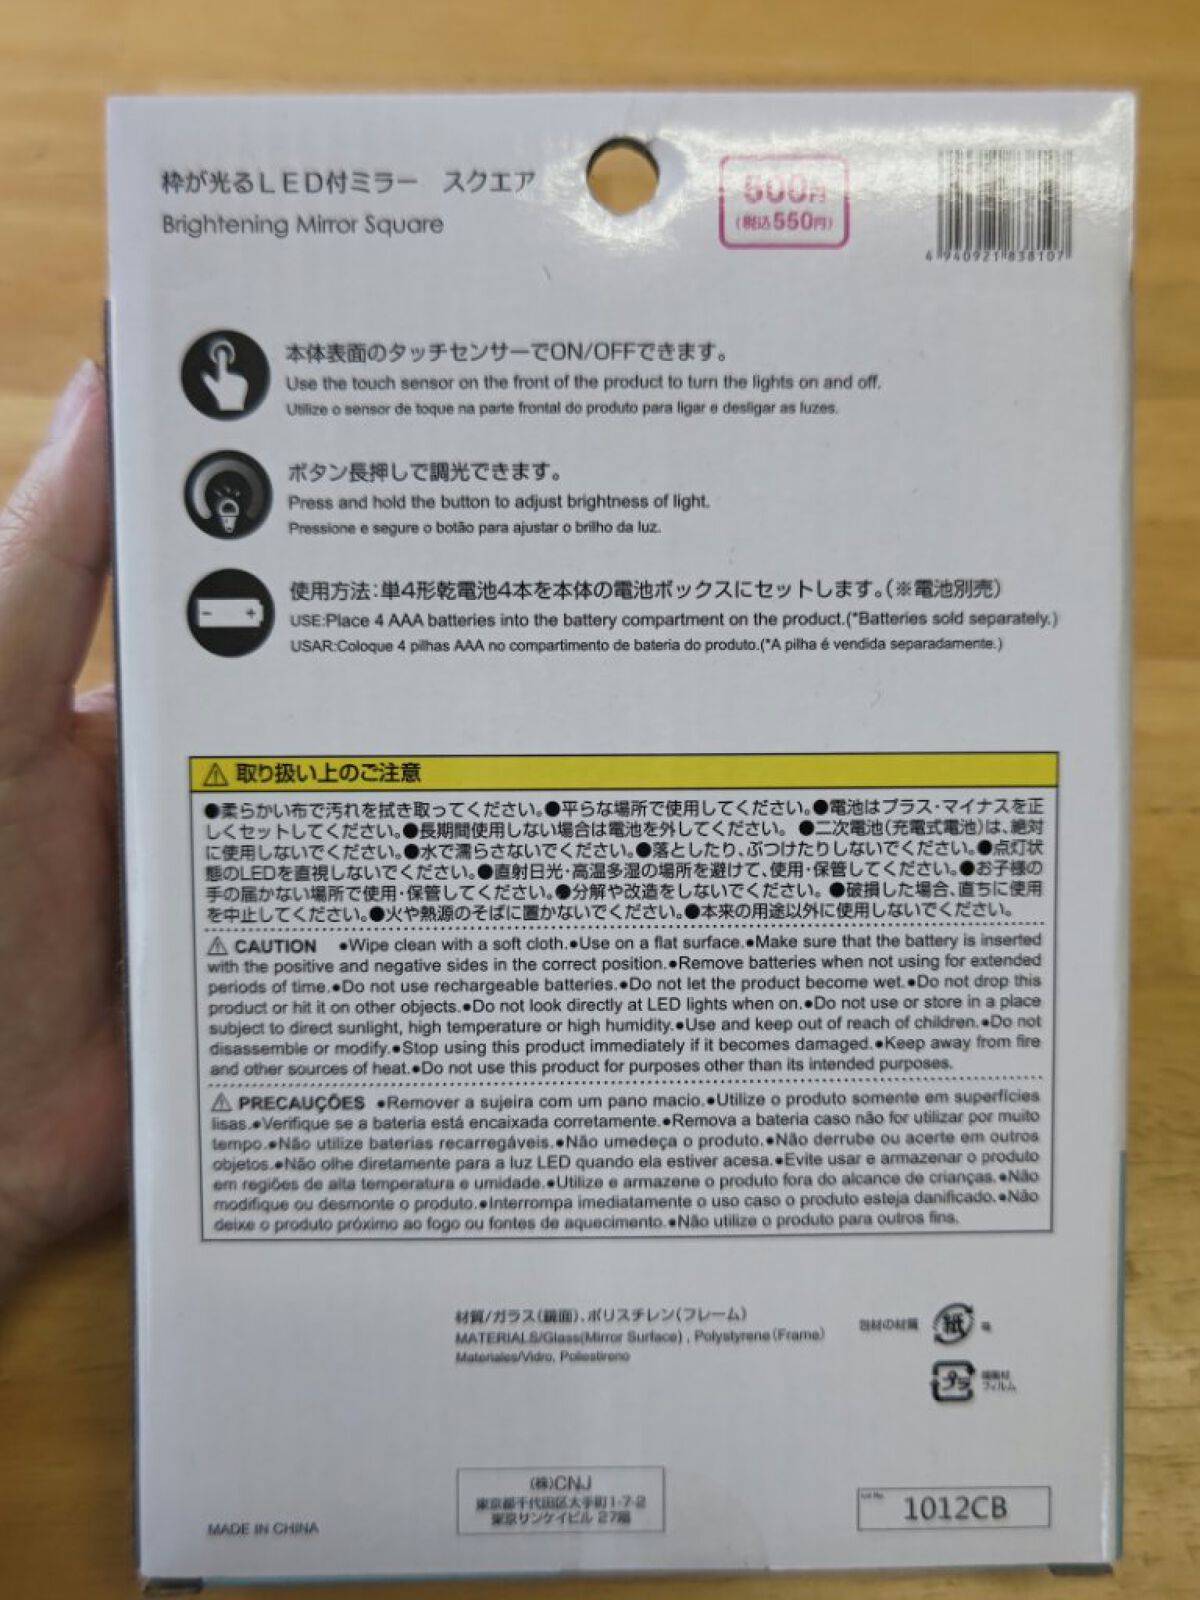 枠が光るLED付ミラー　スクエア
Brightening Mirror Square
500円
(税込550円)
4 940921 838107
本体表面のタッチセンサーでON/OFFできます。
Use the touch sensor on the front of the product to turn the lights on and off.
Utilize o sensor de toque na parte frontal do produto para ligar e desligar as luzes.
ボタン長押しで調光できます。
Press and hold the button to adjust brightness of light.
Pressione e segure o botão para ajustar o brilho da luz.
使用方法:単4形乾電池4本を本体の電池ボックスにセットします。(※電池別売)
USE:Place 4 AAA batteries into the battery compartment on the product.(*Batteries sold separately.)
USAR:Coloque 4 pilhas AAA no compartimento de bateria do produto.(*A pilha é vendida separadamente.)
取り扱い上のご注意
●柔らかい布で汚れを拭き取ってください。●平らな場所で使用してください。●電池はプラス・マイナスを正
しくセットしてください。●長期間使用しない場合は電池を外してください。●二次電池(充電式電池)は、絶対
に使用しないでください。●水で濡らさないでください。●落としたり、ぶつけたりしないでください。●点灯状
態のLEDを直視しないでください。●直射日光・高温多湿の場所を避けて、使用・保管してください。●お子様の
手の届かない場所で使用・保管してください。●分解や改造をしないでください。●破損した場合、直ちに使用
を中止してください。●火や熱源のそばに置かないでください。●本来の用途以外に使用しないでください。
CAUTION ●Wipe clean with a soft cloth.●Use on a flat surface.●Make sure that the battery is inserted
with the positive and negative sides in the correct position.●Remove batteries when not using for extended
periods of time.●Do not use rechargeable batteries.●Do not let the product become wet.●Do not drop this
product or hit it on other objects.●Do not look directly at LED lights when on.●Do not use or store in a place
subject to direct sunlight, high temperature or high humidity.●Use and keep out of reach of children.●Do not
disassemble or modify.●Stop using this product immediately if it becomes damaged.●Keep away from fire
and other sources of heat.●Do not use this product for purposes other than its intended purposes.
PRECAUÇÕES ●Remover a sujeira com um pano macio.●Utilize o produto somente em superfícies
lisas.●Verifique se a bateria está encaixada corretamente.●Remova a bateria caso não for utilizar por muito
tempo.●Não utilize baterias recarregáveis.●Não umedeça o produto.●Não derrube ou acerte em outros
objetos.●Não olhe diretamente para a luz LED quando ela estiver acesa.●Evite usar e armazenar o produto
em regiões de alta temperatura e umidade.●Utilize e armazene o produto fora do alcance de crianças.●Não
modifique ou desmonte o produto.●Interrompa imediatamente o uso caso o produto esteja danificado.●Não
deixe o produto próximo ao fogo ou fontes de aquecimento.●Não utilize o produto para outros fins.
材質/ガラス(鏡面)、ポリスチレン(フレーム)
MATERIALS/Glass(Mirror Surface) , Polystyrene(Frame)
Materiales/Vidro, Poliestireno
包材の材質
紙
箱
プラ
緩衝材
フィルム
(株)CNJ
東京都千代田区大手町1-7-2
東京サンケイビル 27階
MADE IN CHINA
Lot No.
1012CB